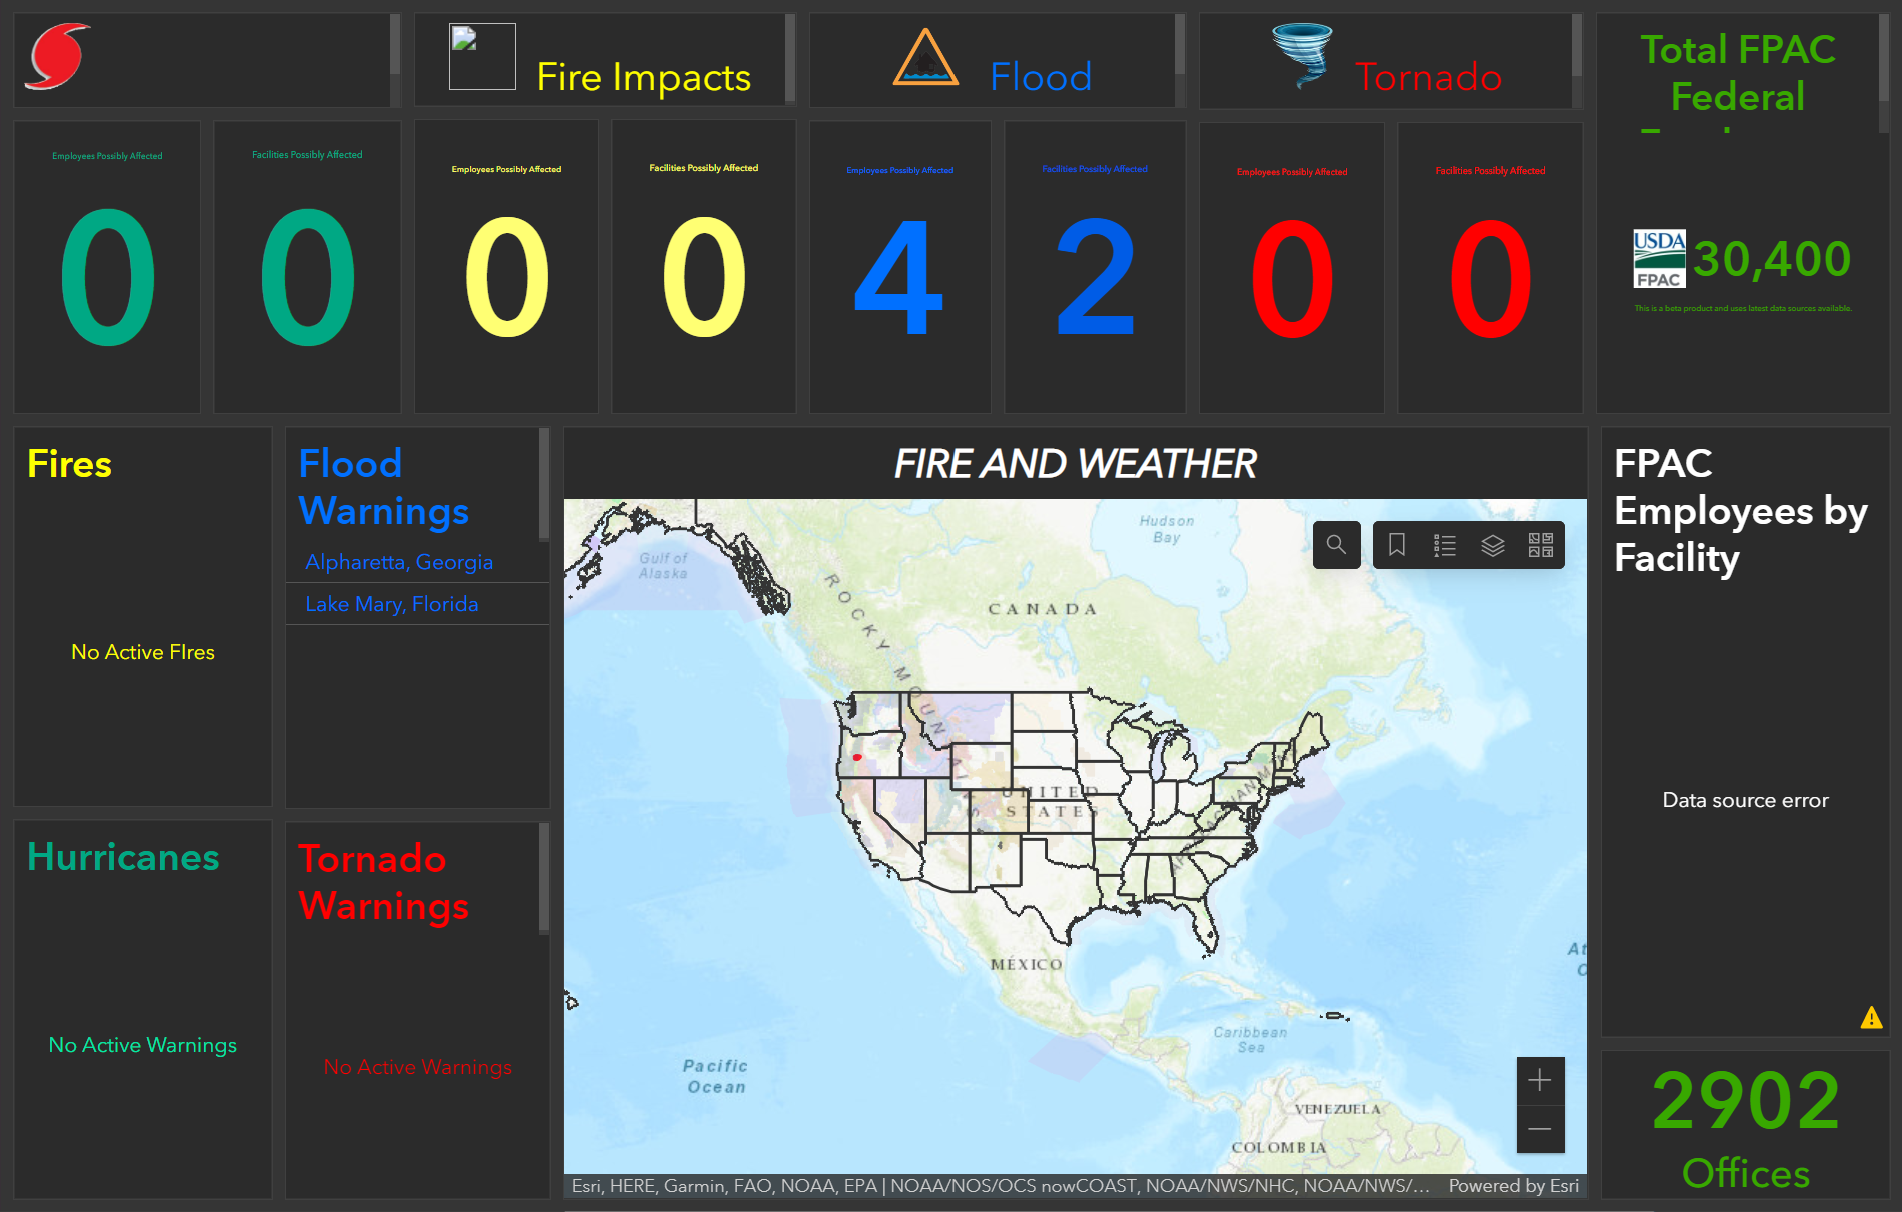 Fire Impacts
Flood
Tornado
Total FPAC
Federal
Employees Possibly Affected
0
Facilities Possibly Affected
0
Employees Possibly Affected
0
Facilities Possibly Affected
0
Employees Possibly Affected
4
Facilities Possibly Affected
2
Employees Possibly Affected
0
Facilities Possibly Affected
0
USDA
FPAC
30,400
This is a beta product and uses latest data sources available.
Fires
No Active FIres
Flood
Warnings
Alpharetta, Georgia
Lake Mary, Florida
Hurricanes
No Active Warnings
Tornado
Warnings
No Active Warnings
FIRE AND WEATHER
Hudson
Bay
Gulf of
Alaska
CANADA
ROCKY MOUNTAINS
UNITED
STATES
APPALACHIAN MTS
MÉXICO
At
O
Caribbean
Sea
Pacific
Ocean
VENEZUELA
COLOMBIA
Esri, HERE, Garmin, FAO, NOAA, EPA | NOAA/NOS/OCS nowCOAST, NOAA/NWS/NHC, NOAA/NWS/... Powered by Esri
FPAC
Employees by
Facility
Data source error
2902
Offices